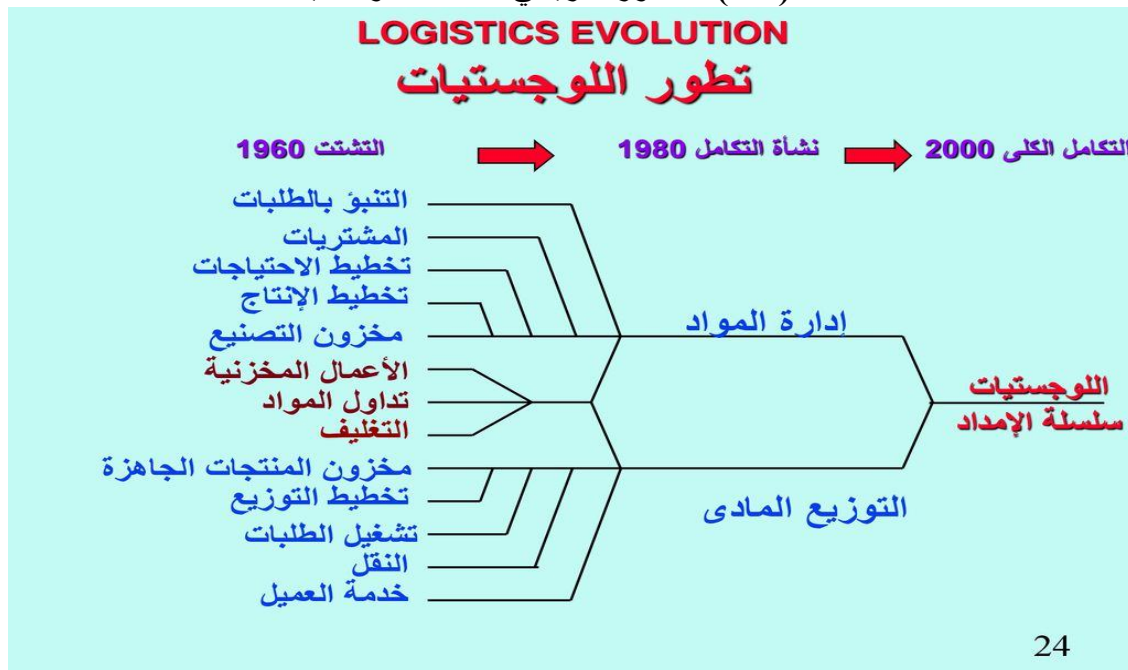 LOGISTICS EVOLUTION
تطور اللوجستيات
التشتت 1960
نشأة التكامل 1980
التكامل الكلى 2000
التنبؤ بالطلبات
المشتريات
تخطيط الاحتياجات
تخطيط الإنتاج
مخزون التصنيع
الأعمال المخزنية
تداول المواد
التغليف
مخزون المنتجات الجاهزة
تخطيط التوزيع
تشغيل الطلبات
النقل
خدمة العميل
إدارة المواد
التوزيع المادى
اللوجستيات
سلسلة الإمداد
24